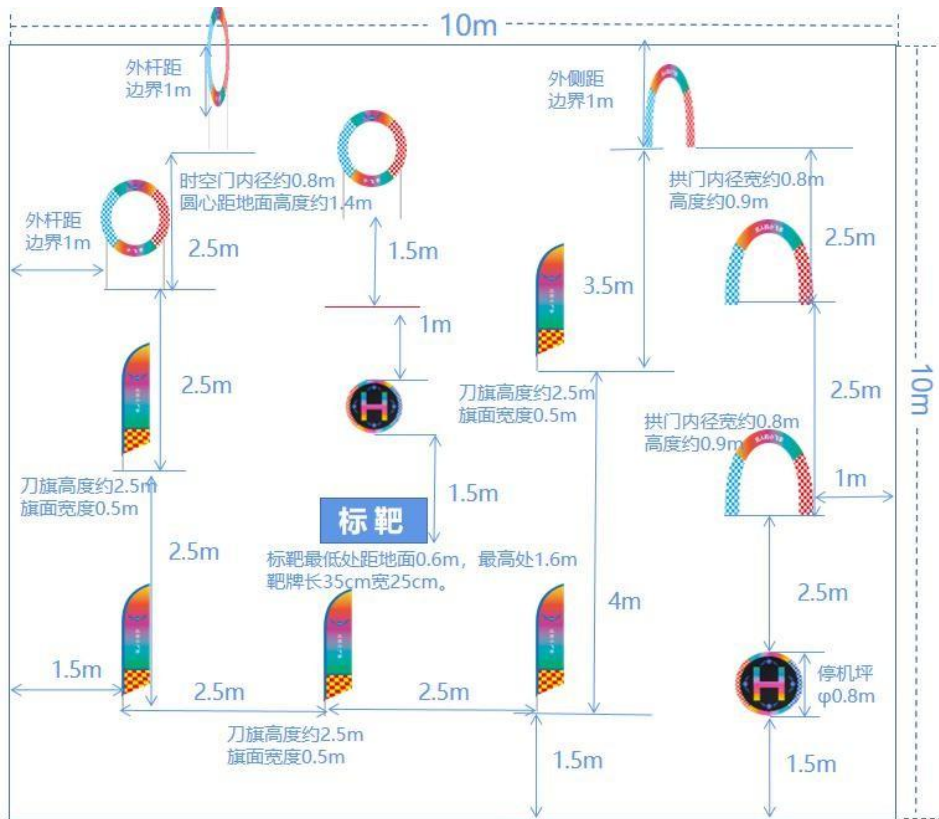 10m
外杆距
边界1m
外侧距
边界1m
时空门内径约0.8m
圆心距地面高度约1.4m
拱门内径宽约0.8m
高度约0.9m
外杆距
边界1m
2.5m
1.5m
2.5m
3.5m
1m
10m
2.5m
刀旗高度约2.5m
旗面宽度0.5m
2.5m
拱门内径宽约0.8m
高度约0.9m
H
刀旗高度约2.5m
旗面宽度0.5m
1.5m
1m
标靶
2.5m
标靶最低处距地面0.6m，最高处1.6m
靶牌长35cm宽25cm。
4m
2.5m
1.5m
2.5m
2.5m
H
停机坪
φ0.8m
刀旗高度约2.5m
旗面宽度0.5m
1.5m
1.5m